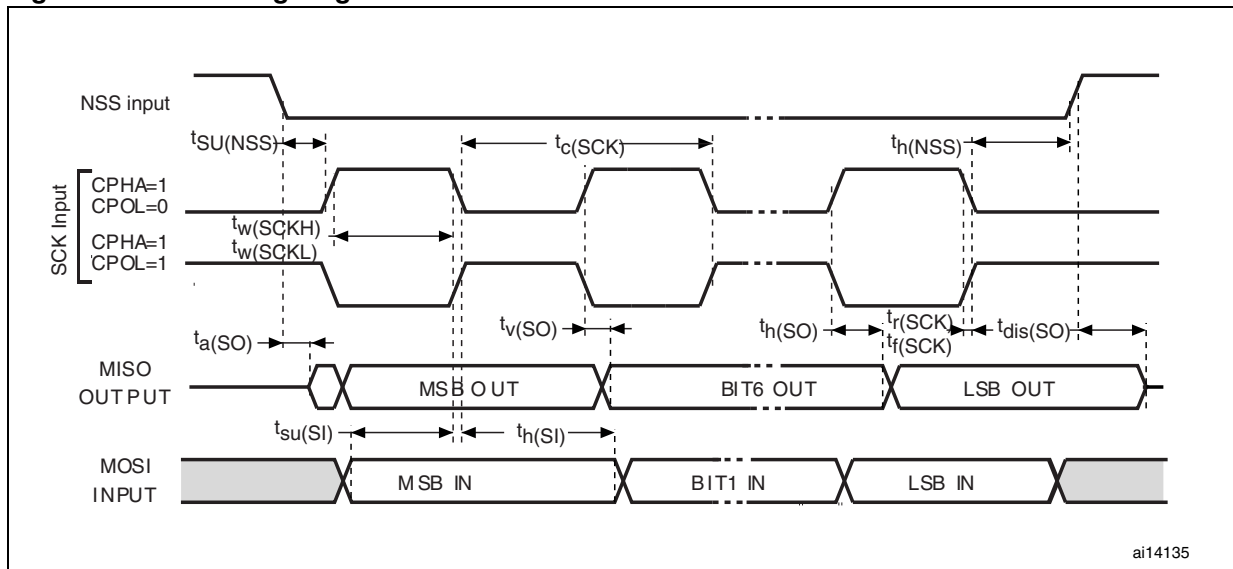 NSS input
tSU(NSS)
tc(SCK)
th(NSS)
SCK Input
CPHA=1
CPOL=0
tw(SCKH)
tw(SCKL)
CPHA=1
CPOL=1
ta(SO)
tv(SO)
th(SO)
tr(SCK)
tf(SCK)
tdis(SO)
MISO
OUTPUT
MSB OUT
BIT6 OUT
LSB OUT
tsu(SI)
th(SI)
MOSI
INPUT
MSB IN
BIT1 IN
LSB IN
ai14135